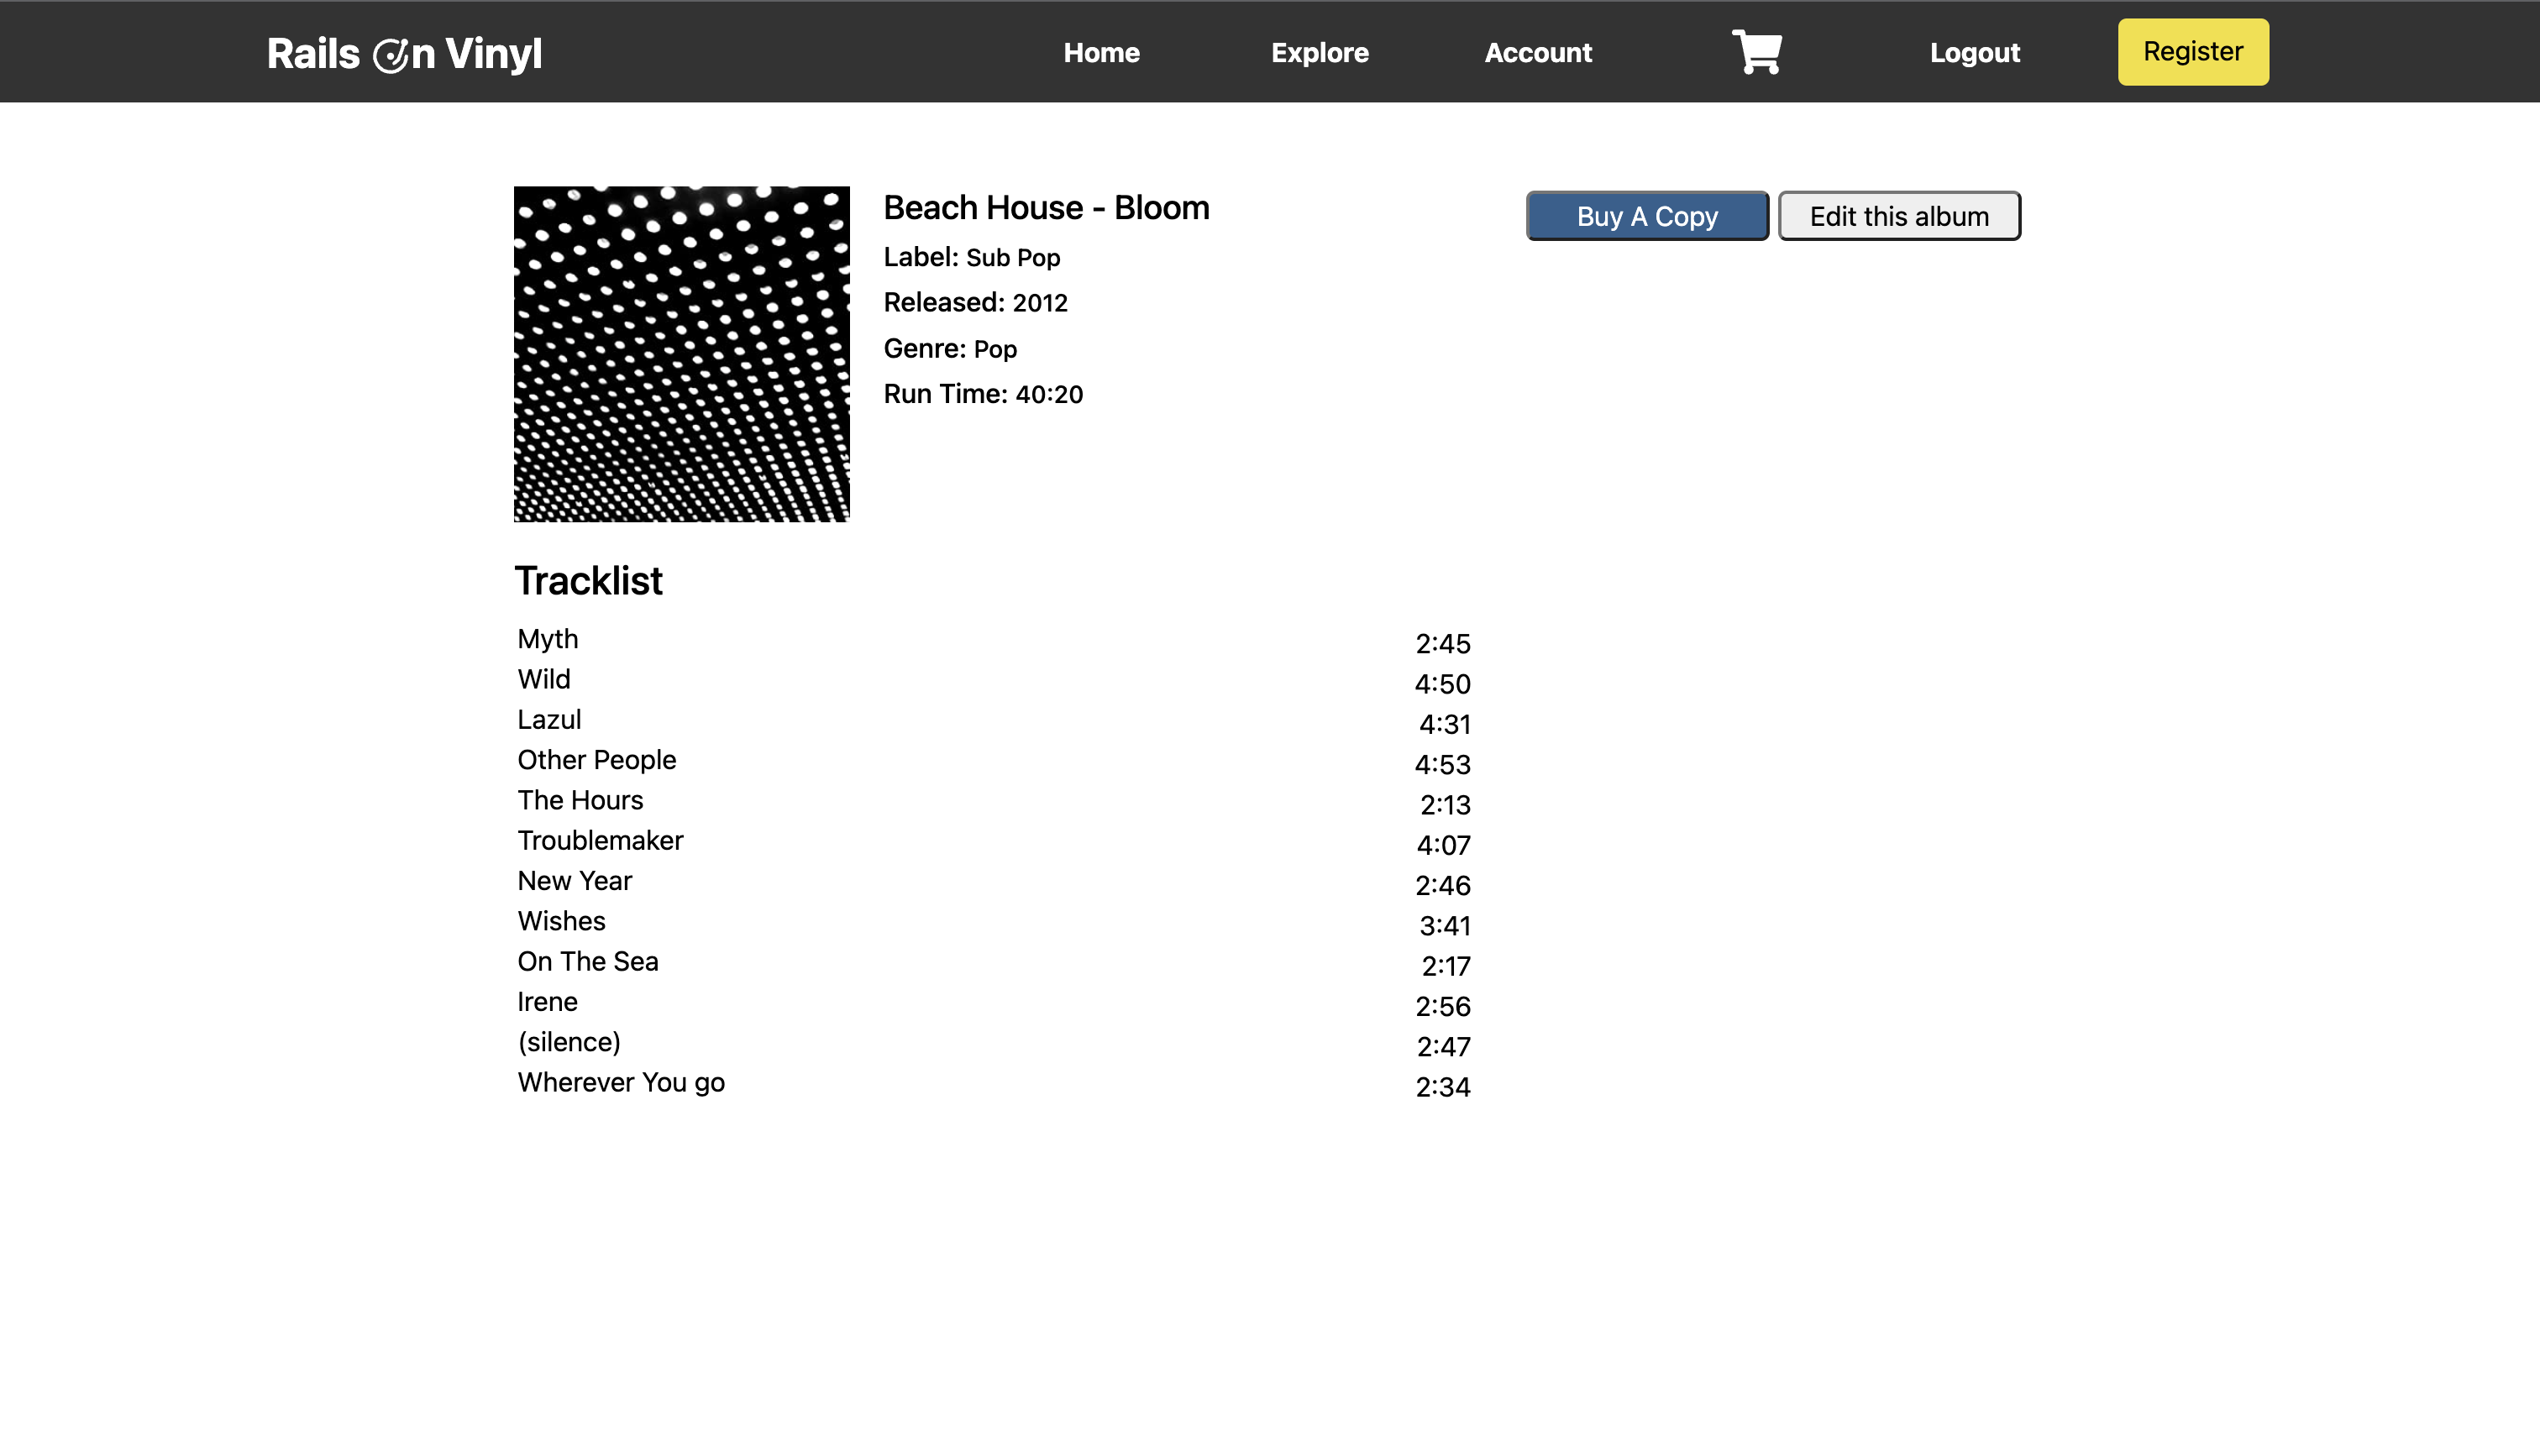 Rails On Vinyl Home Explore Account Logout Register
Beach House - Bloom
Buy A Copy Edit this album
Label: Sub Pop
Released: 2012
Genre: Pop
Run Time: 40:20
Tracklist
Myth 2:45
Wild 4:50
Lazul 4:31
Other People 4:53
The Hours 2:13
Troublemaker 4:07
New Year 2:46
Wishes 3:41
On The Sea 2:17
Irene 2:56
(silence) 2:47
Wherever You go 2:34